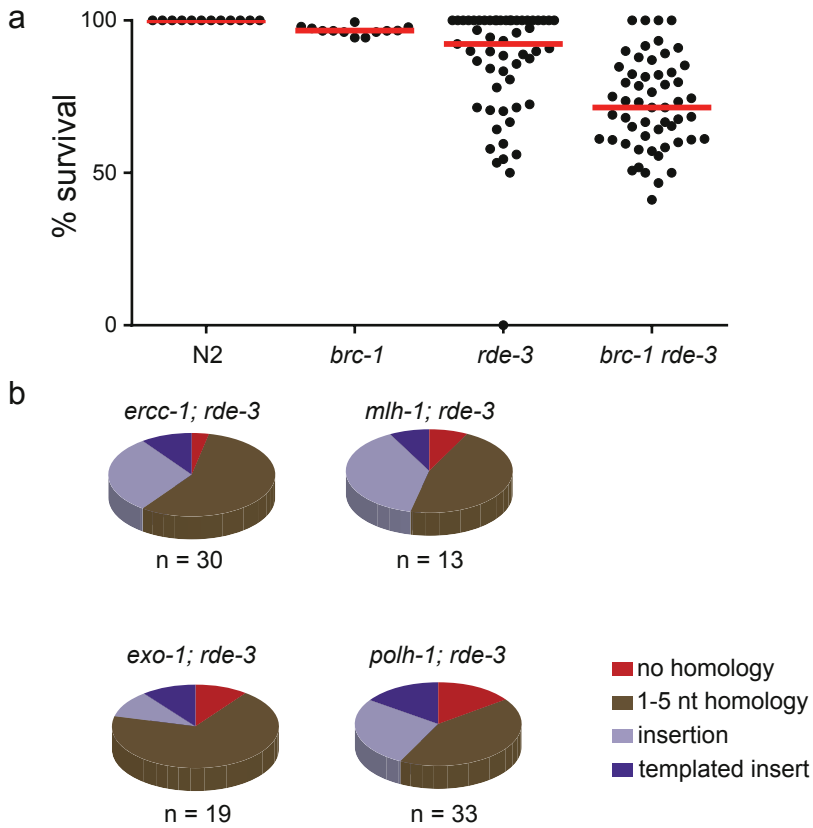 a
% survival
100
50
0
N2
brc-1
rde-3
brc-1 rde-3
b
ercc-1; rde-3
n = 30
mlh-1; rde-3
n = 13
exo-1; rde-3
n = 19
polh-1; rde-3
n = 33
no homology
1-5 nt homology
insertion
templated insert